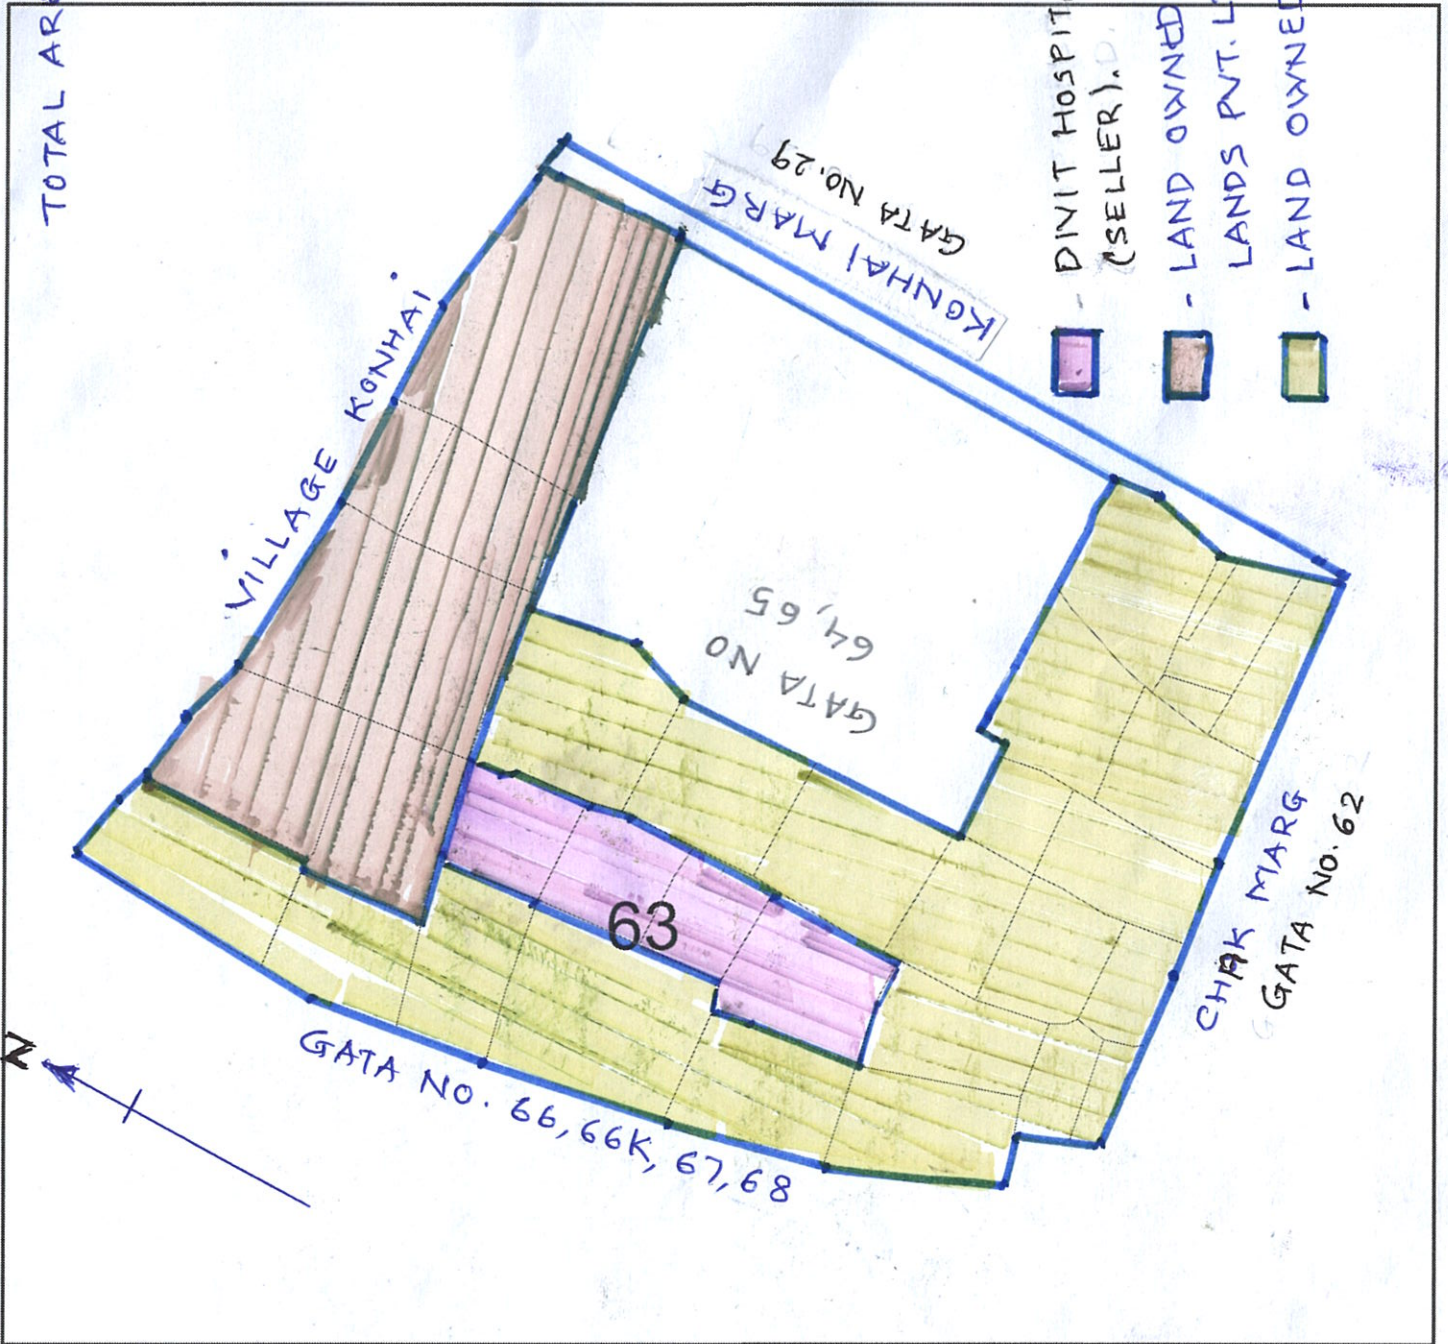 TOTAL AR
VILLAGE KONHAI
GATA NO.29
KONHAI MARG
GATA NO
64, 65
63
CHAK MARG
GATA NO. 62
GATA NO. 66, 66K, 67, 68
N
- DIVIT HOSPIT
(SELLER).
- LAND OWNED
LANDS PVT. L
- LAND OWNED